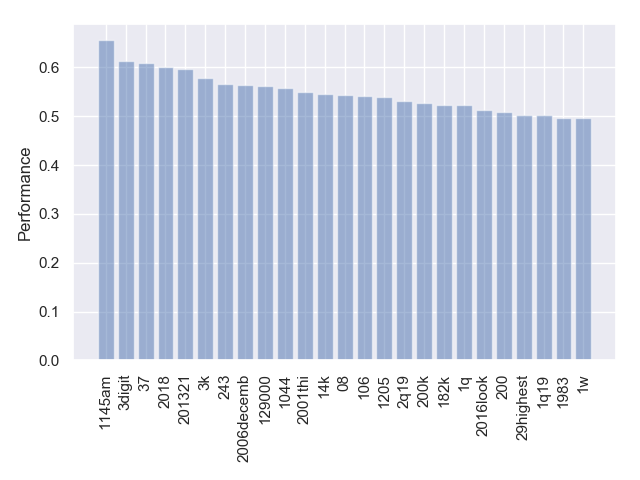 Performance
0.6
0.5
0.4
0.3
0.2
0.1
0.0
1145am
3digit
37
2018
201321
3k
243
2006decemb
129000
1044
2001thi
14k
08
106
1205
2q19
200k
182k
1q
2016look
200
29highest
1q19
1983
1w